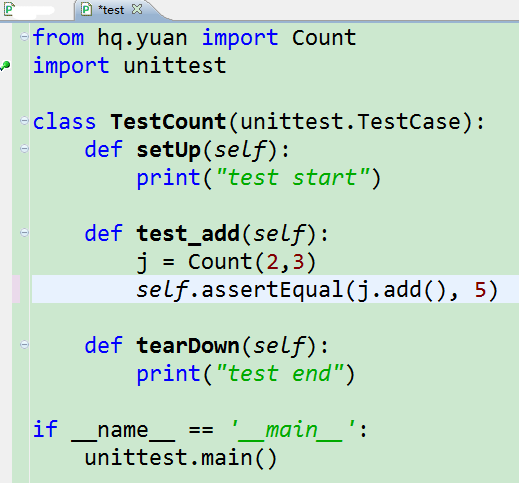 *test
from hq.yuan import Count
import unittest
class TestCount(unittest.TestCase):
def setUp(self):
print("test start")
def test_add(self):
j = Count(2,3)
self.assertEqual(j.add(), 5)
def tearDown(self):
print("test end")
if __name__ == '__main__':
unittest.main()